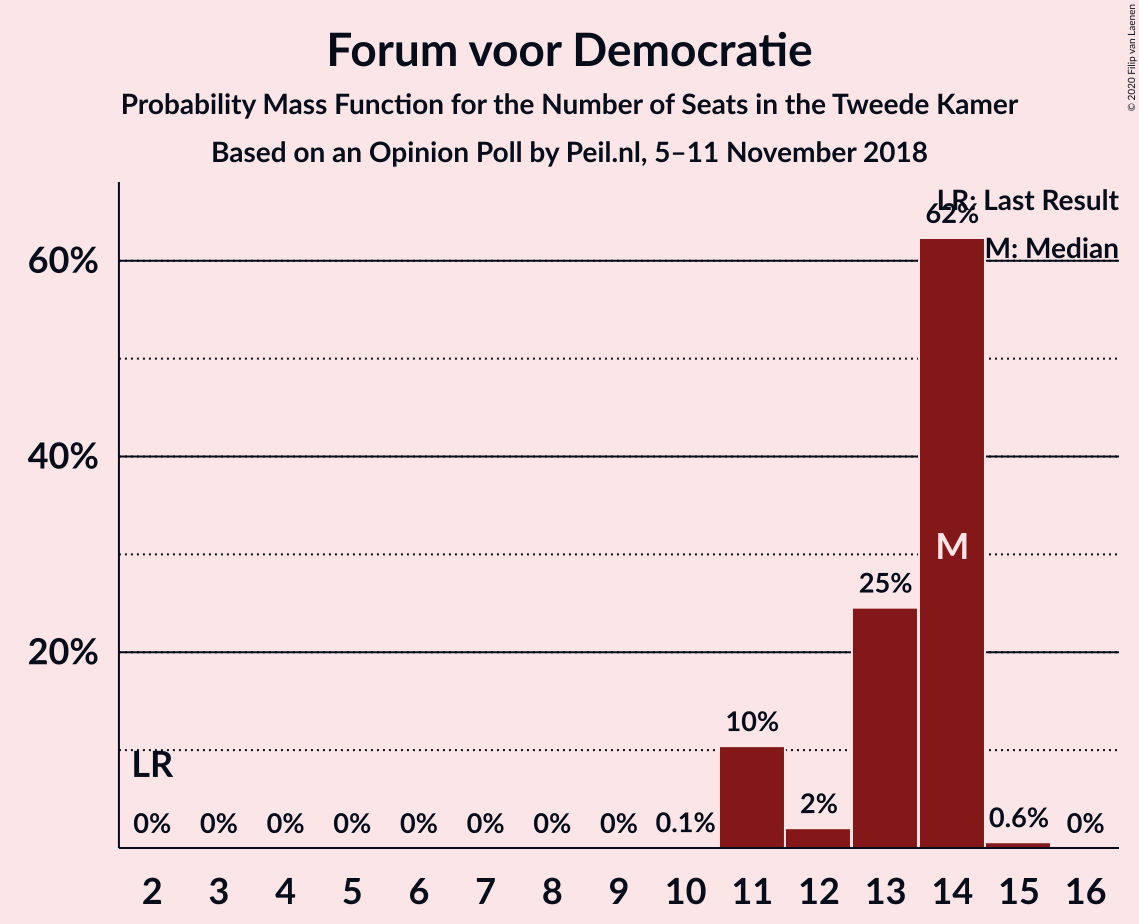 Forum voor Democratie
Probability Mass Function for the Number of Seats in the Tweede Kamer
Based on an Opinion Poll by Peil.nl, 5–11 November 2018
© 2020 Filip van Laenen
LR: Last Result
M: Median
60%
40%
20%
LR
0% 0% 0% 0% 0% 0% 0% 0% 0.1% 10% 2% 25% 62% 0.6% 0%
M
2 3 4 5 6 7 8 9 10 11 12 13 14 15 16